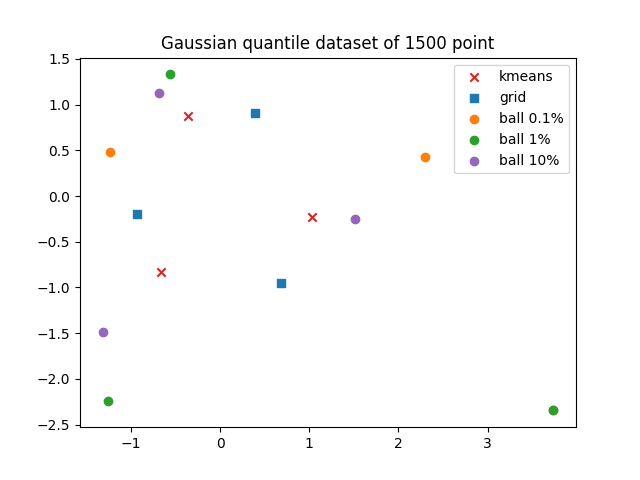 Gaussian quantile dataset of 1500 point
kmeans
grid
ball 0.1%
ball 1%
ball 10%
1.5
1.0
0.5
0.0
−0.5
−1.0
−1.5
−2.0
−2.5
−1 0 1 2 3